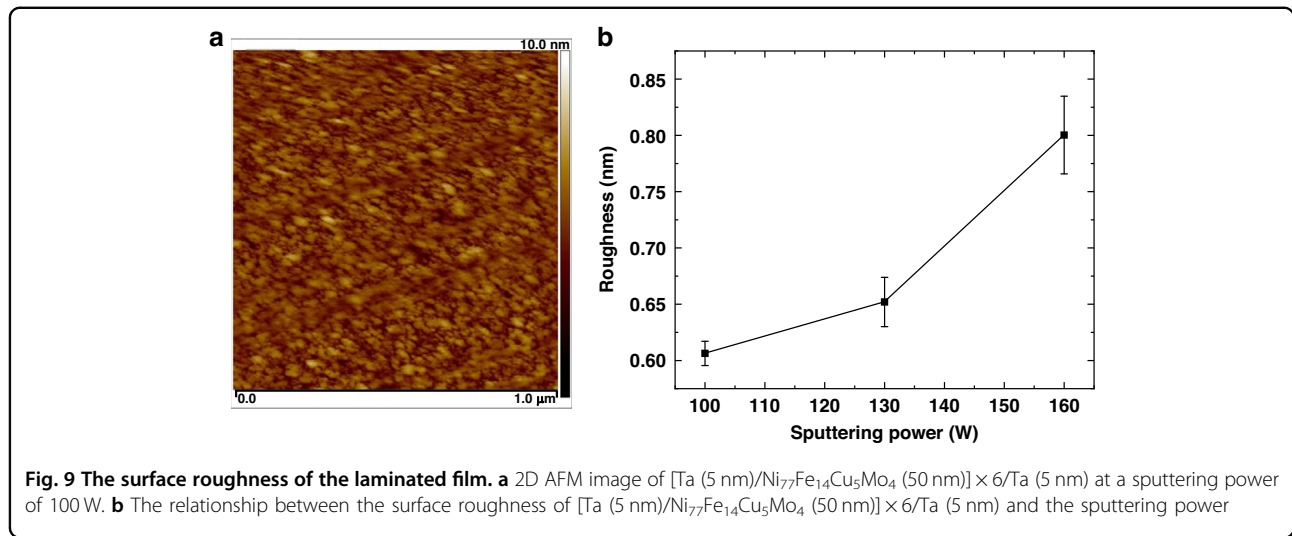 a
10.0 nm
0.0
1.0 μm
b
0.85
0.80
0.75
0.70
0.65
0.60
Roughness (nm)
100 110 120 130 140 150 160
Sputtering power (W)
Fig. 9 The surface roughness of the laminated film. a 2D AFM image of [Ta (5 nm)/Ni₇₇Fe₁₄Cu₅Mo₄ (50 nm)] × 6/Ta (5 nm) at a sputtering power
of 100 W. b The relationship between the surface roughness of [Ta (5 nm)/Ni₇₇Fe₁₄Cu₅Mo₄ (50 nm)] × 6/Ta (5 nm) and the sputtering power